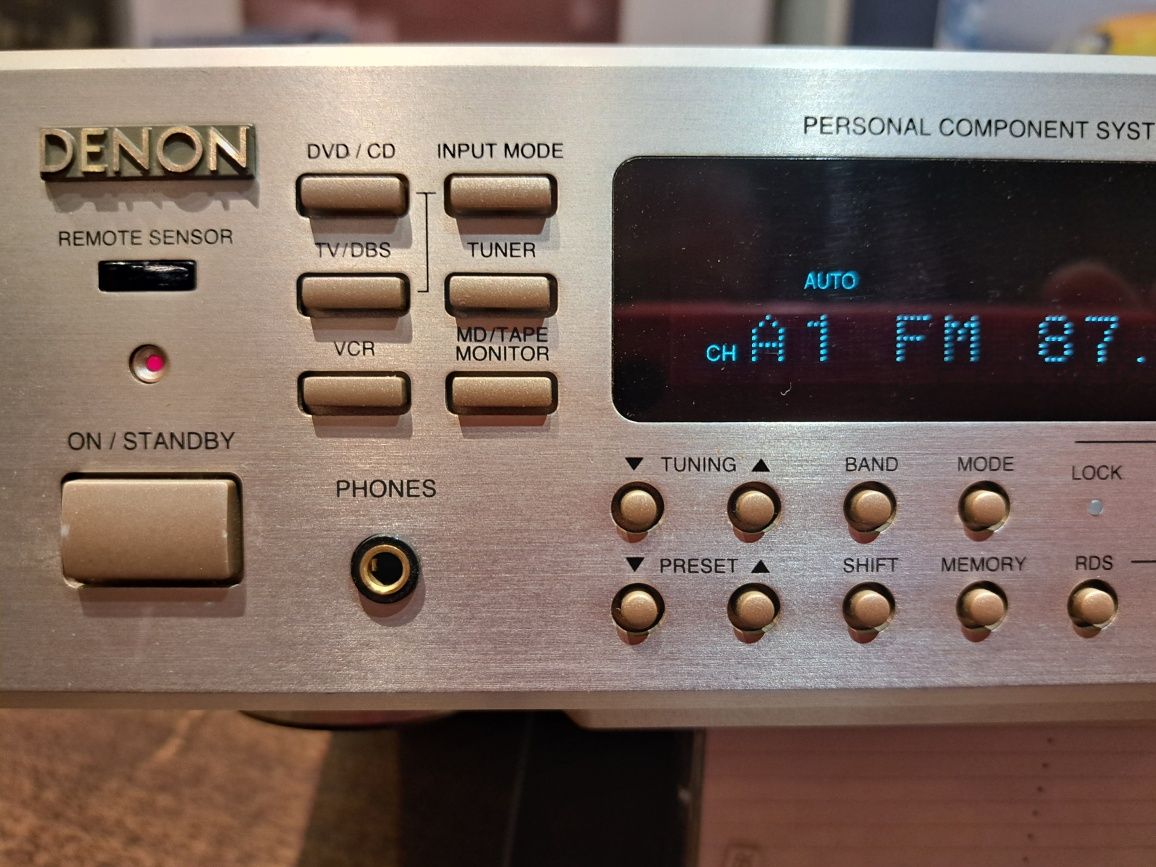 DENON
REMOTE SENSOR
ON / STANDBY
DVD / CD
INPUT MODE
TV/DBS
TUNER
VCR
MD/TAPE
MONITOR
PHONES
PERSONAL COMPONENT SYST
AUTO
CH A1 FM 87.
▼ TUNING ▲
BAND
MODE
LOCK
▼ PRESET ▲
SHIFT
MEMORY
RDS